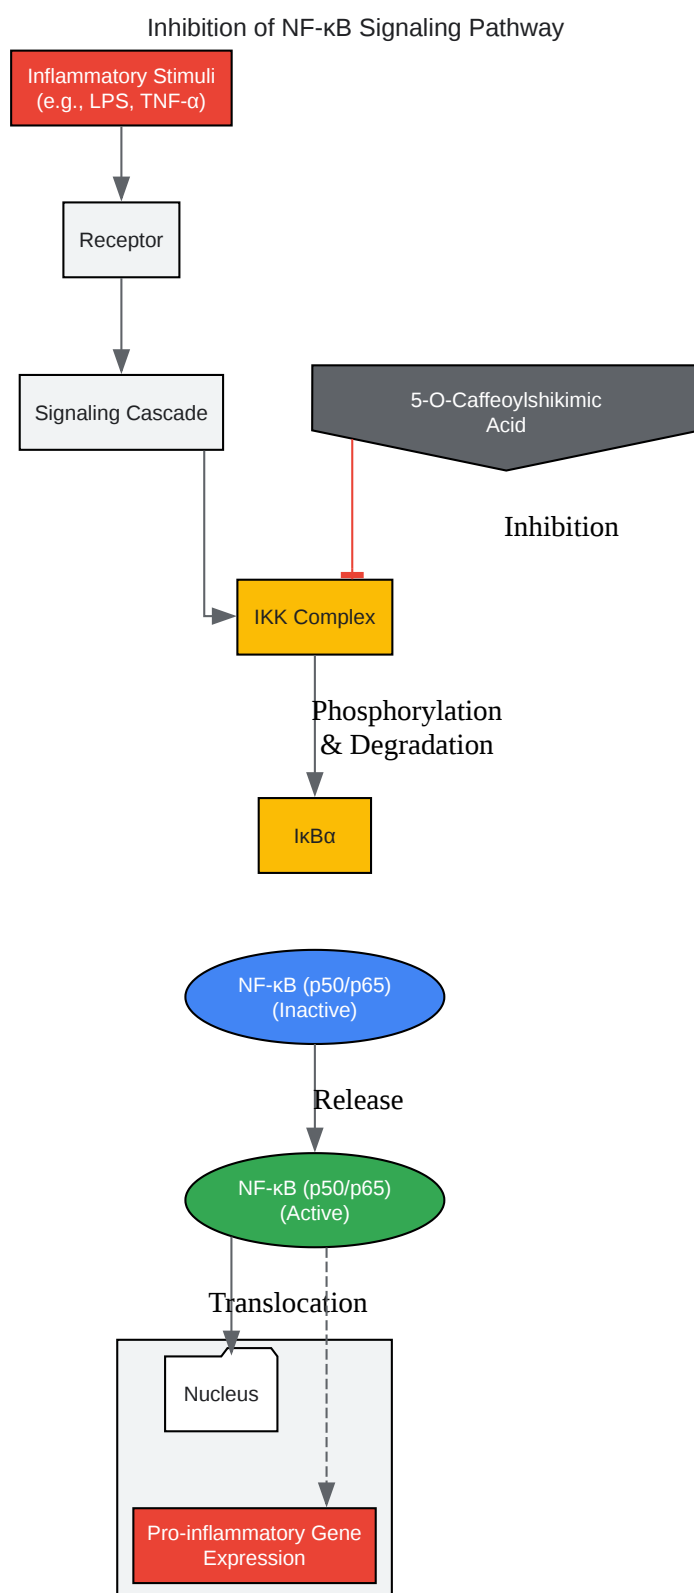 Inhibition of NF-κB Signaling Pathway
Inflammatory Stimuli
(e.g., LPS, TNF-α)
Receptor
Signaling Cascade
5-O-Caffeoylshikimic
Acid
Inhibition
IKK Complex
Phosphorylation
& Degradation
IκBα
NF-κB (p50/p65)
(Inactive)
Release
NF-κB (p50/p65)
(Active)
Translocation
Nucleus
Pro-inflammatory Gene
Expression